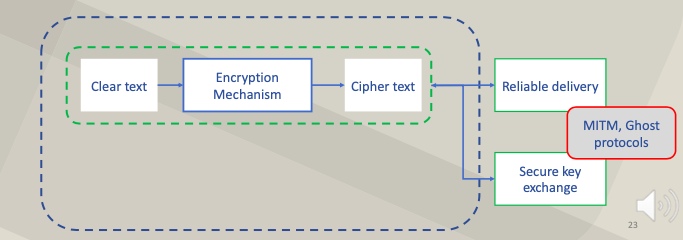 Clear text
Encryption
Mechanism
Cipher text
Reliable delivery
MITM, Ghost
protocols
Secure key
exchange
23